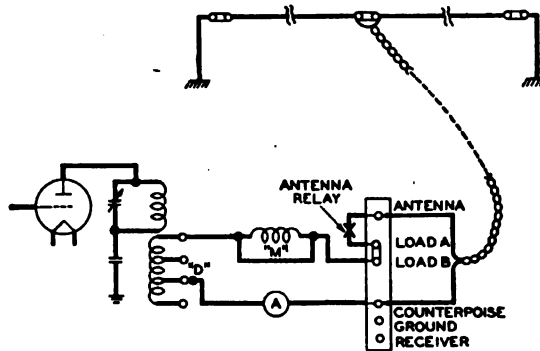 ANTENNA
RELAY
ANTENNA
LOAD A
LOAD B
"M"
"D"
A
COUNTERPOISE
GROUND
RECEIVER